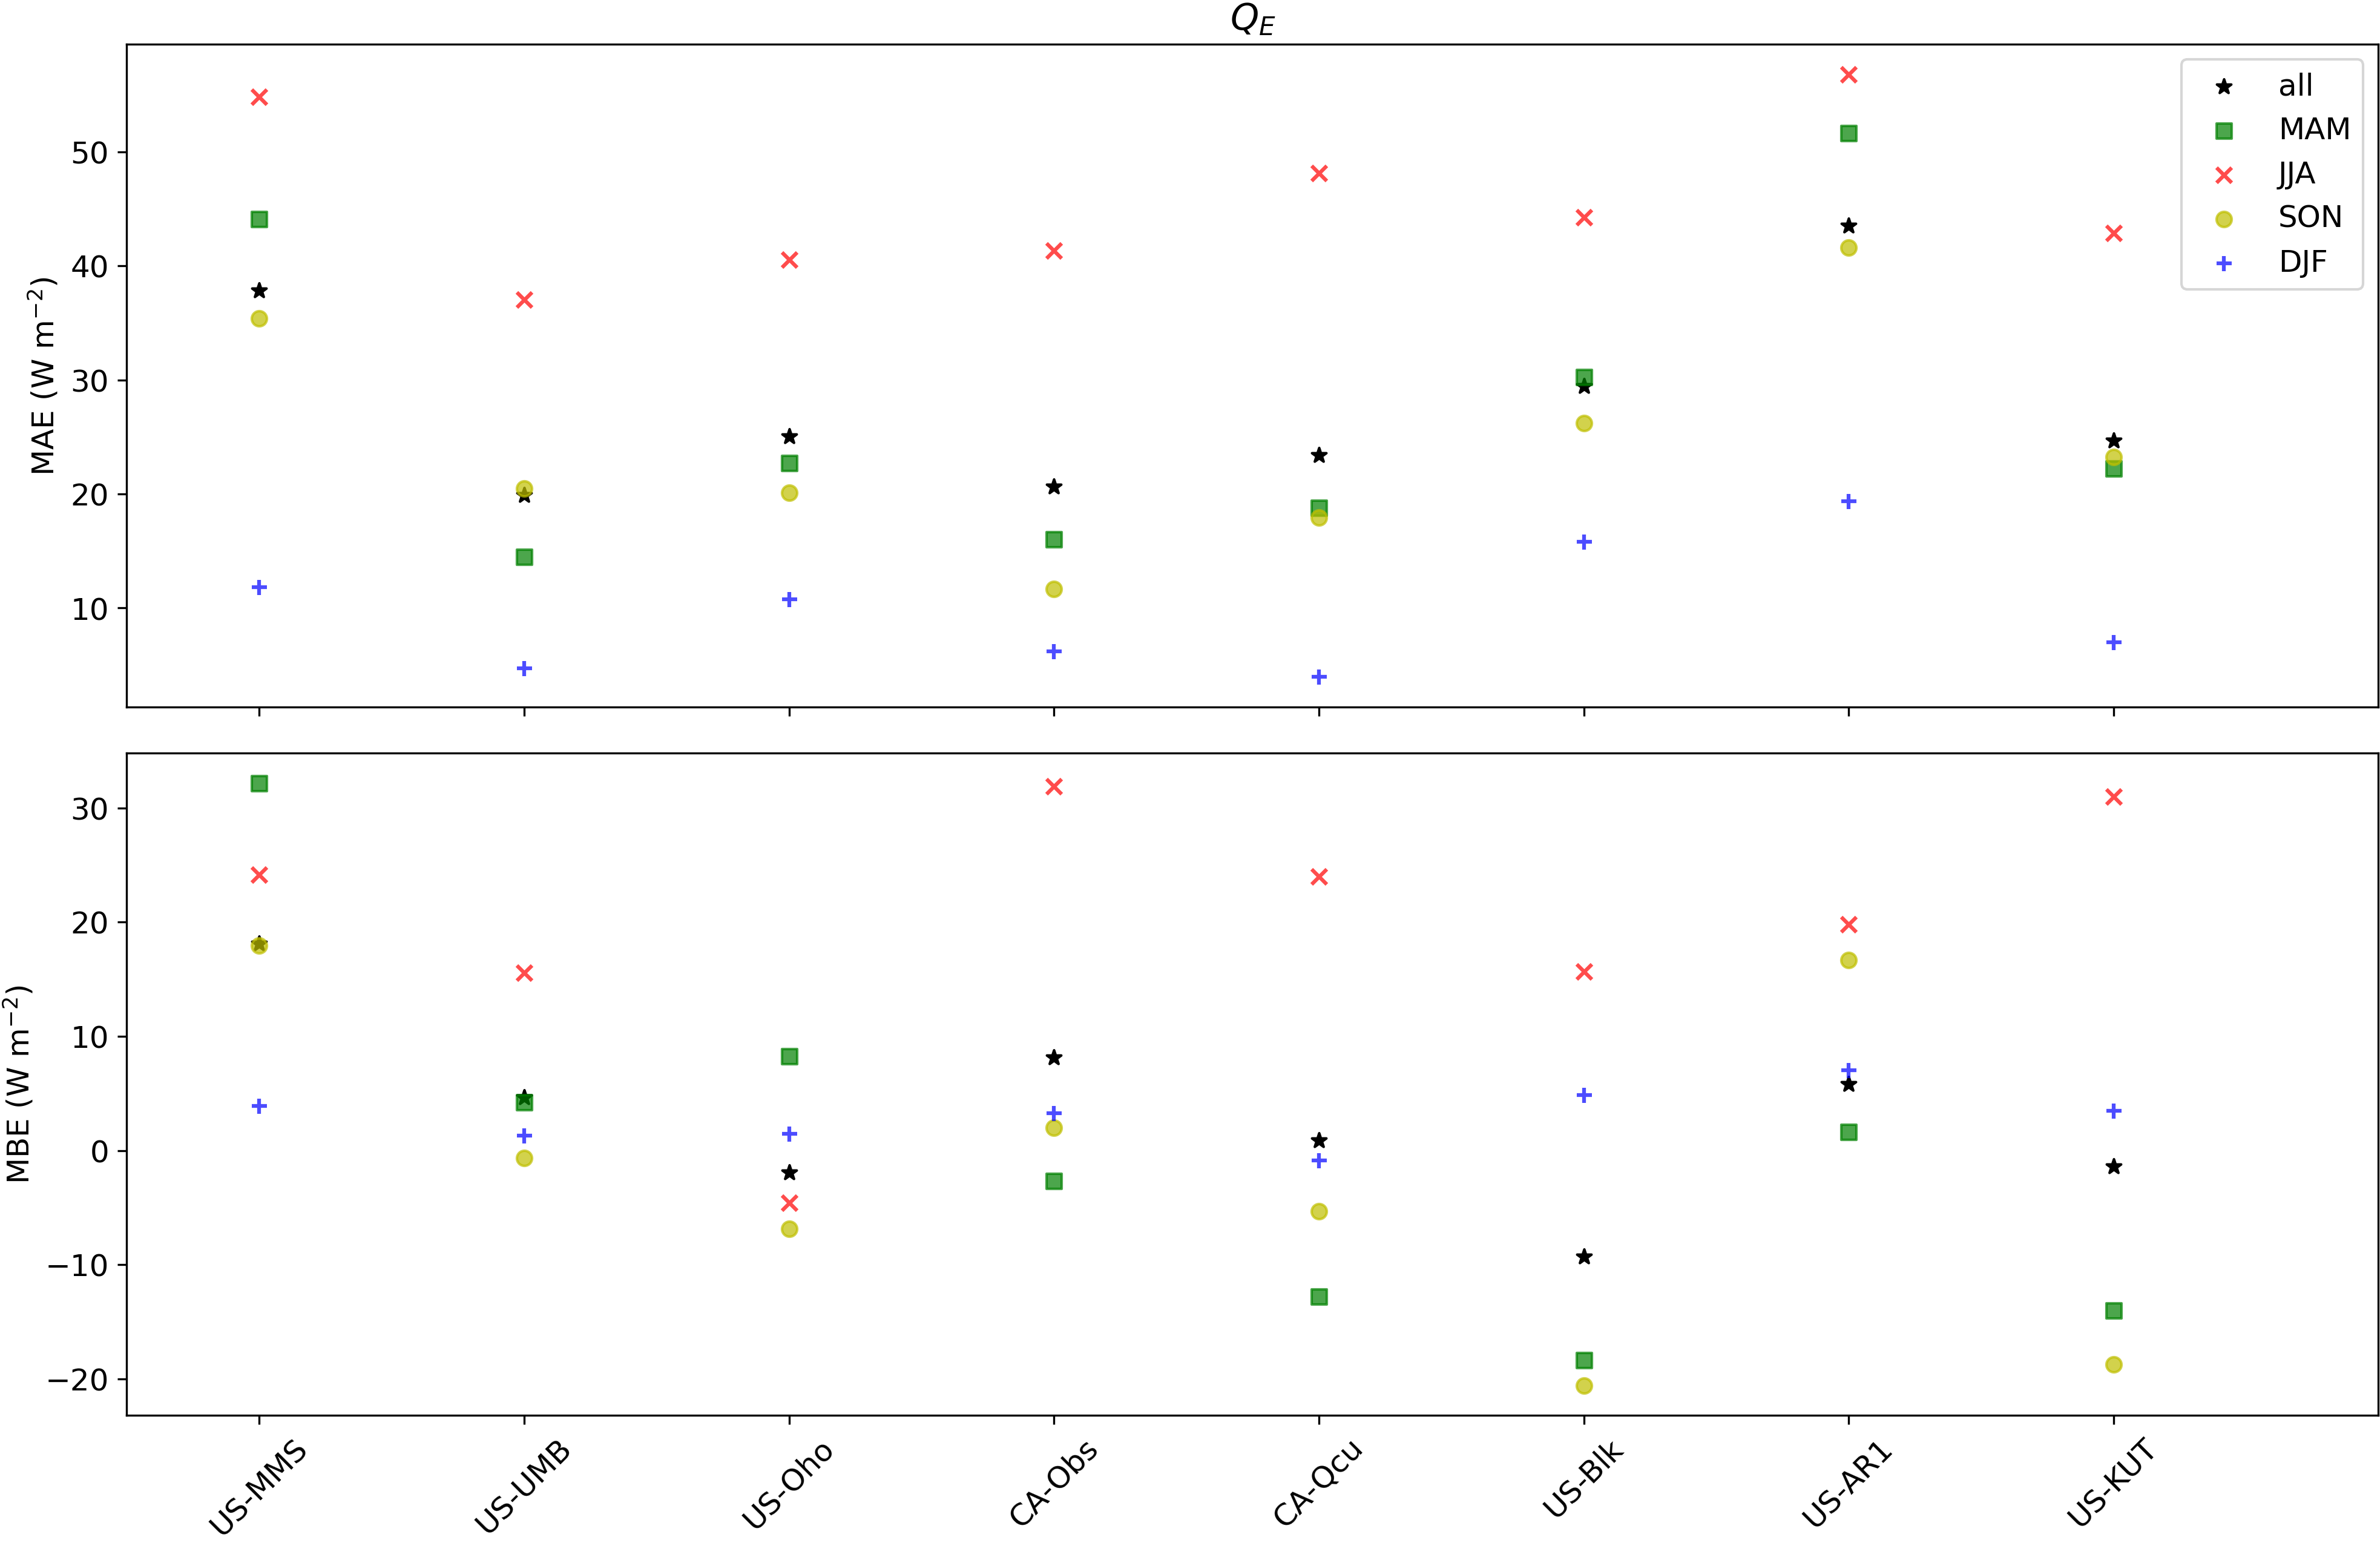 Q_E
MAE (W m⁻²)
50
40
30
20
10
all
MAM
JJA
SON
DJF
MBE (W m⁻²)
30
20
10
0
−10
−20
US-MMS
US-UMB
US-Oho
CA-Obs
CA-Qcu
US-Blk
US-AR1
US-KUT